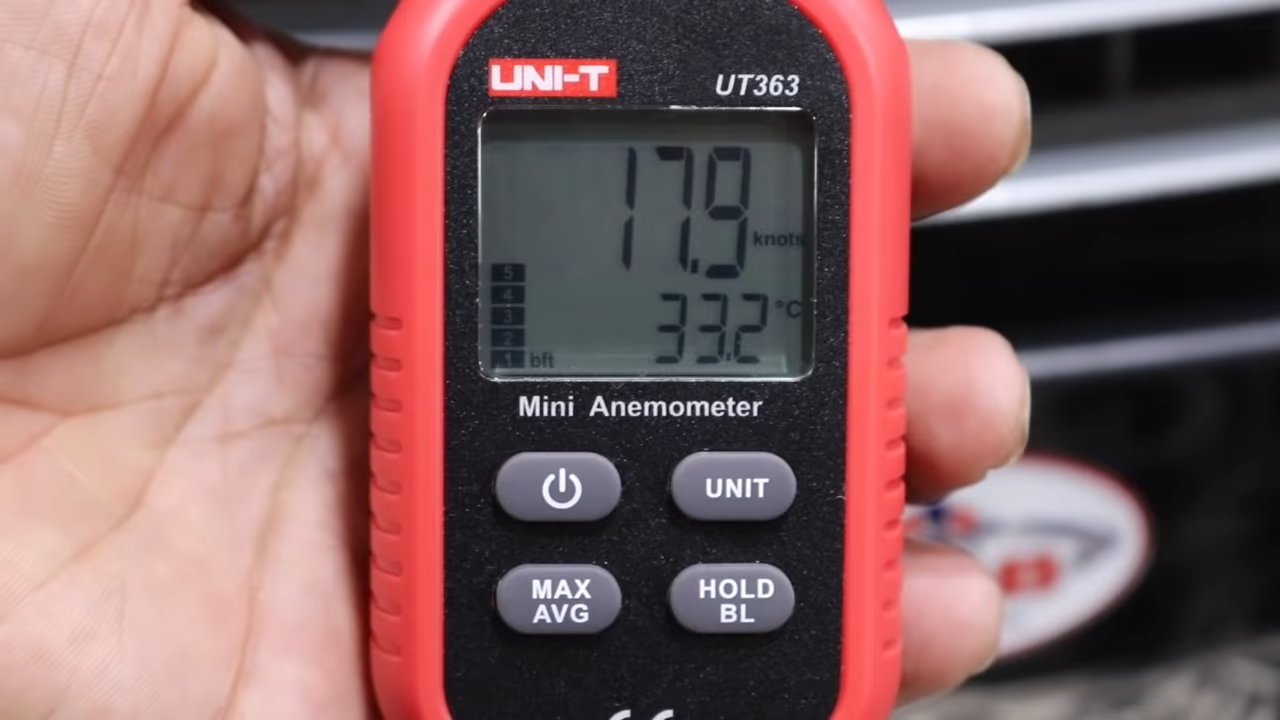 UNI-T UT363
17.9 knots
5
4
33.2 °C
3
2
1 bft
Mini Anemometer
UNIT
MAX
AVG
HOLD
BL